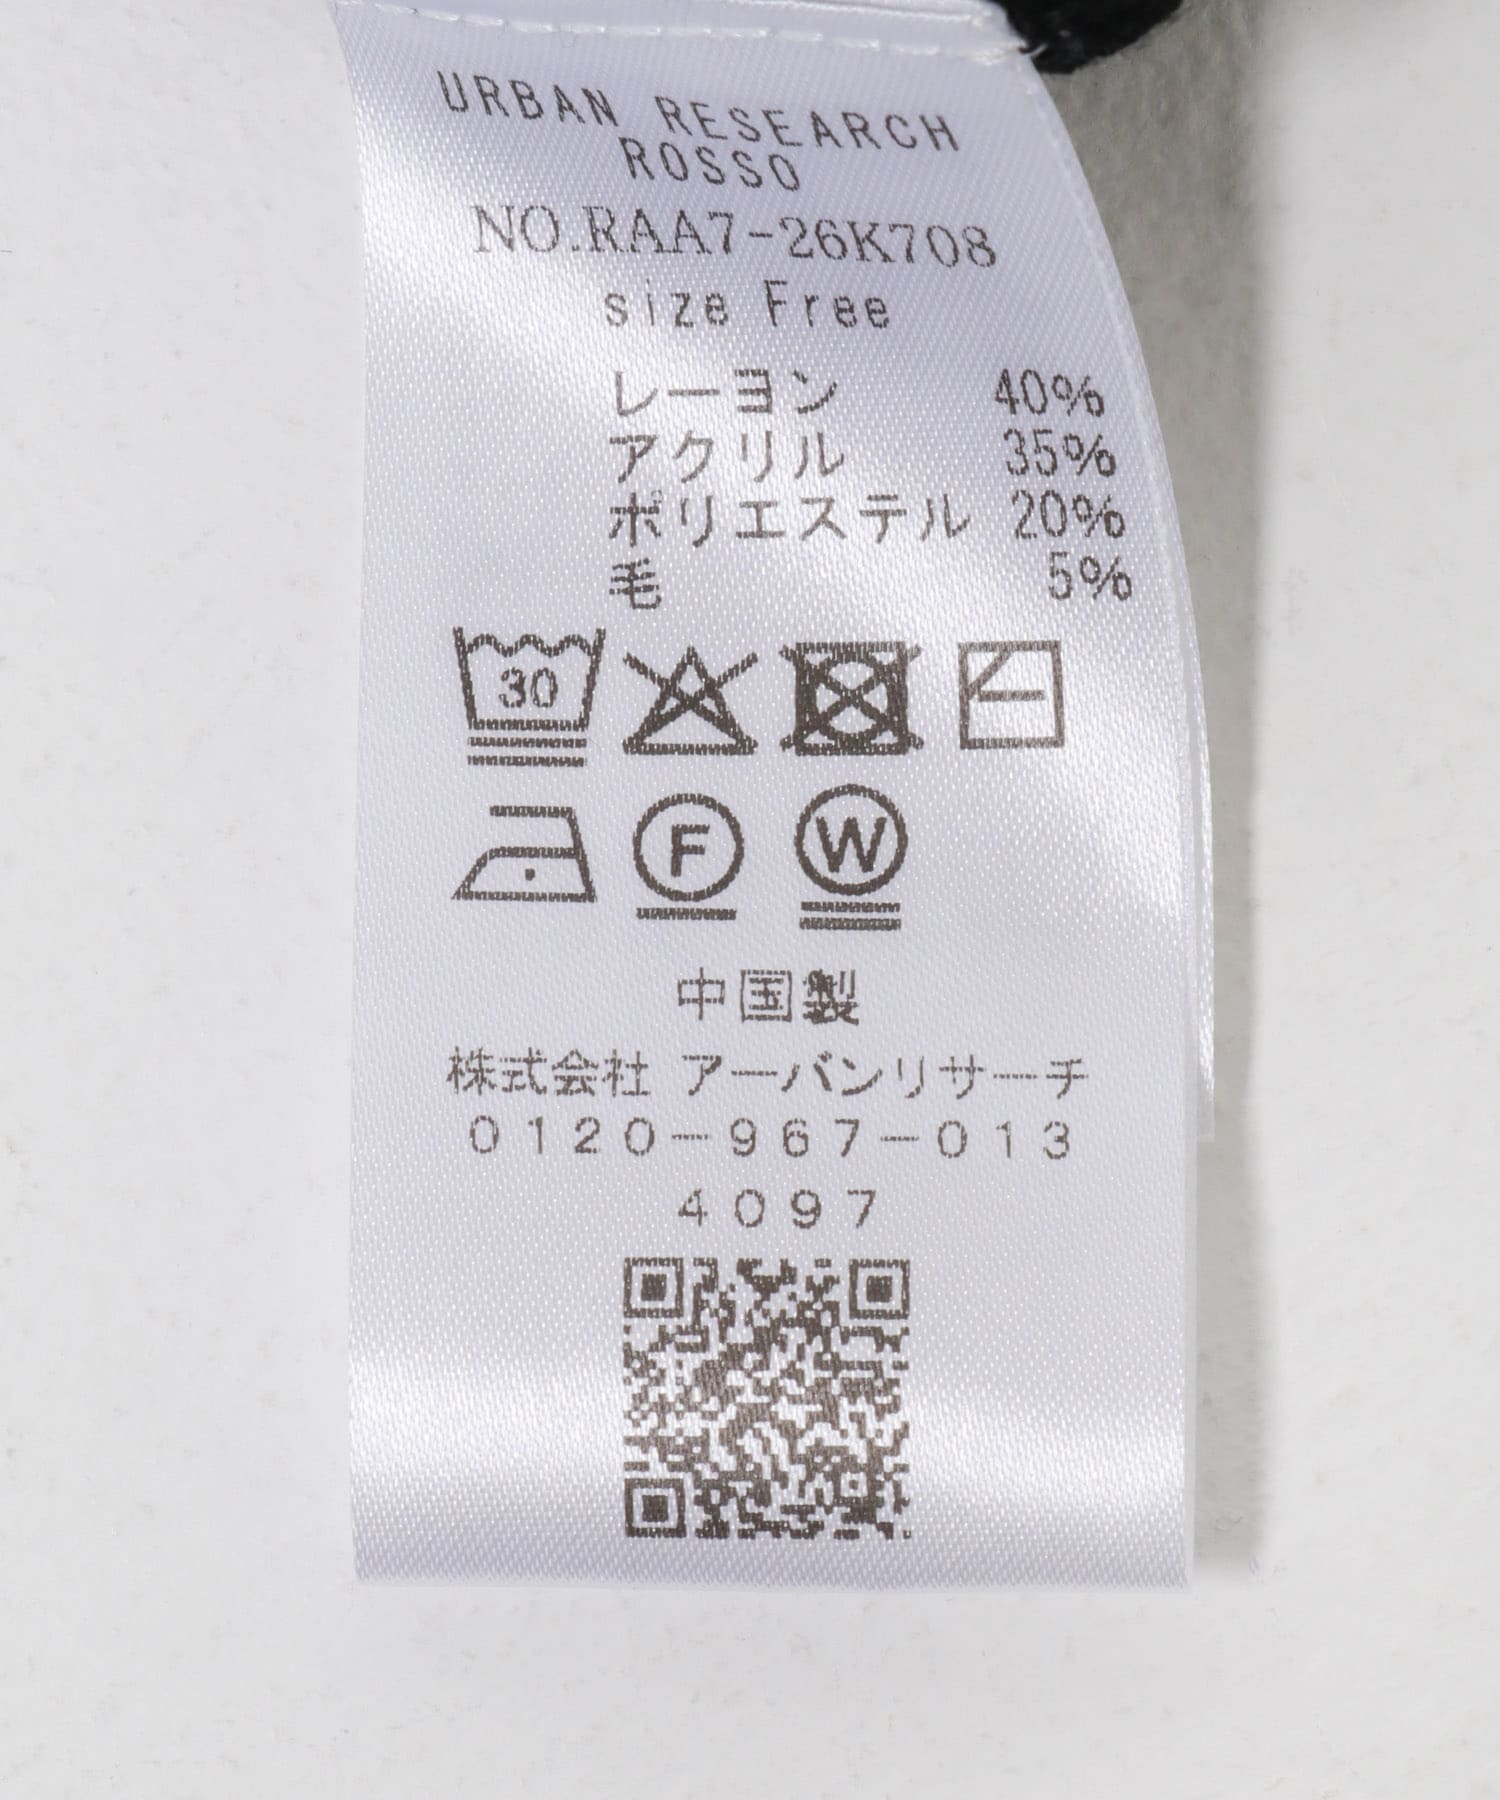 URBAN RESEARCH
ROSSO
NO.RAA7-26K708
size Free
レーヨン 40%
アクリル 35%
ポリエステル 20%
毛 5%
30
F W
中国製
株式会社 アーバンリサーチ
0120-967-013
4097